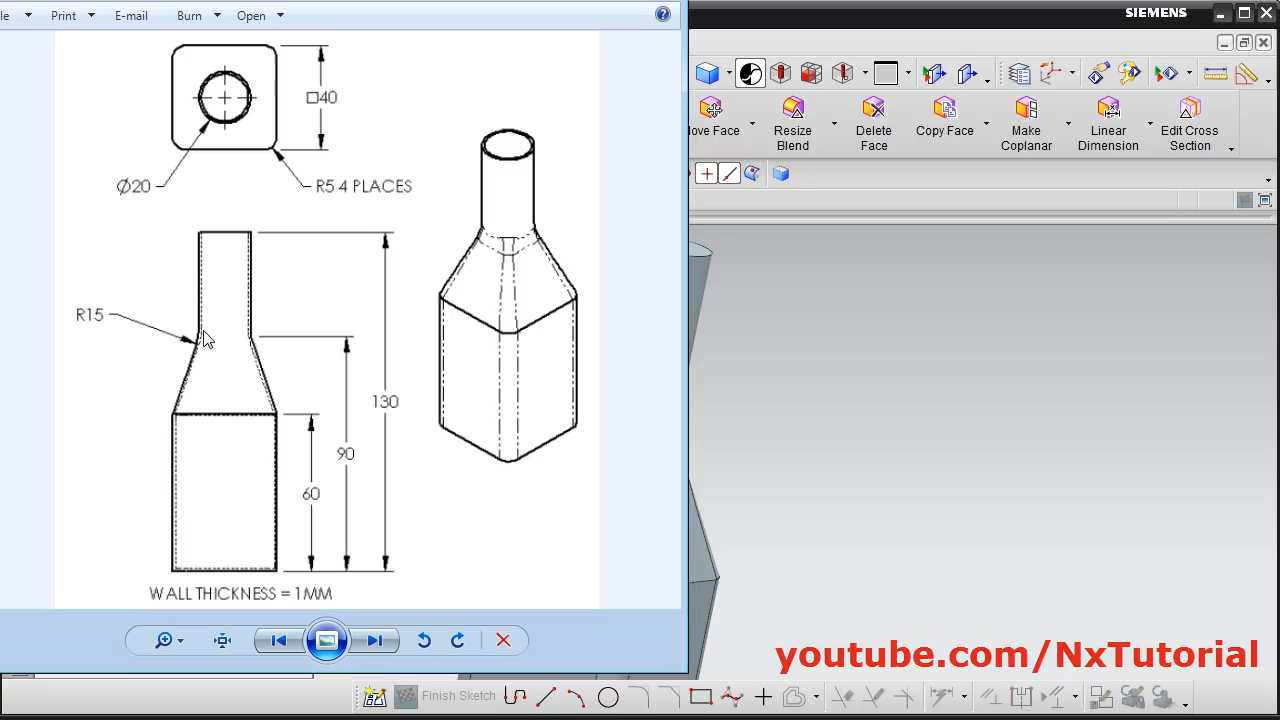 le Print E-mail Burn Open
SIEMENS
□40
Ø20
R5 4 PLACES
R15
130
90
60
WALL THICKNESS = 1MM
Move Face
Resize Blend
Delete Face
Copy Face
Make Coplanar
Linear Dimension
Edit Cross Section
youtube.com/NxTutorial
Finish Sketch